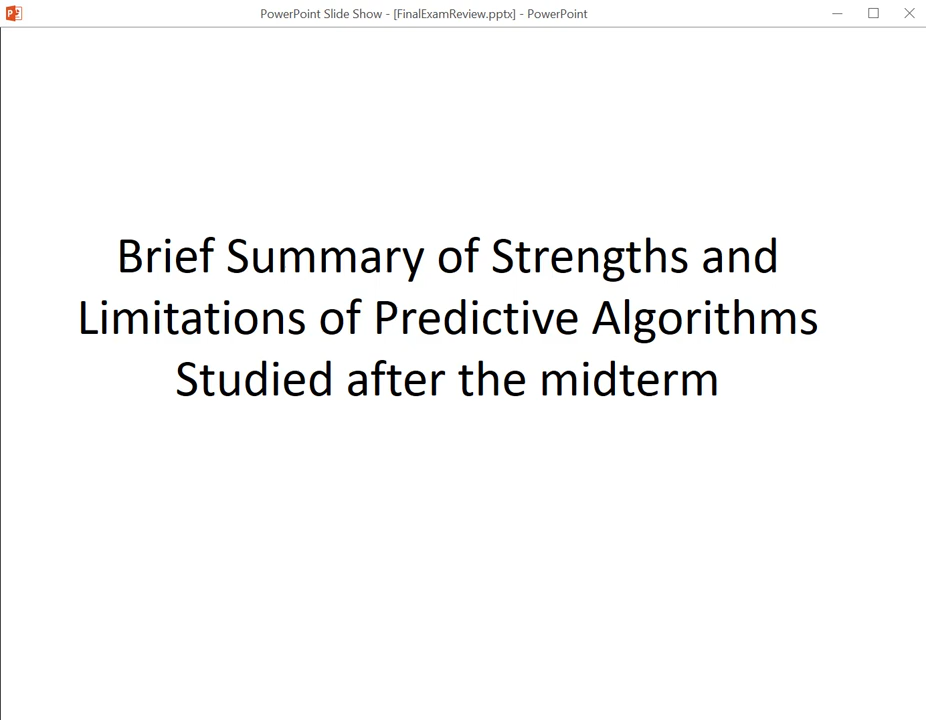 PowerPoint Slide Show - [FinalExamReview.pptx] - PowerPoint
Brief Summary of Strengths and
Limitations of Predictive Algorithms
Studied after the midterm